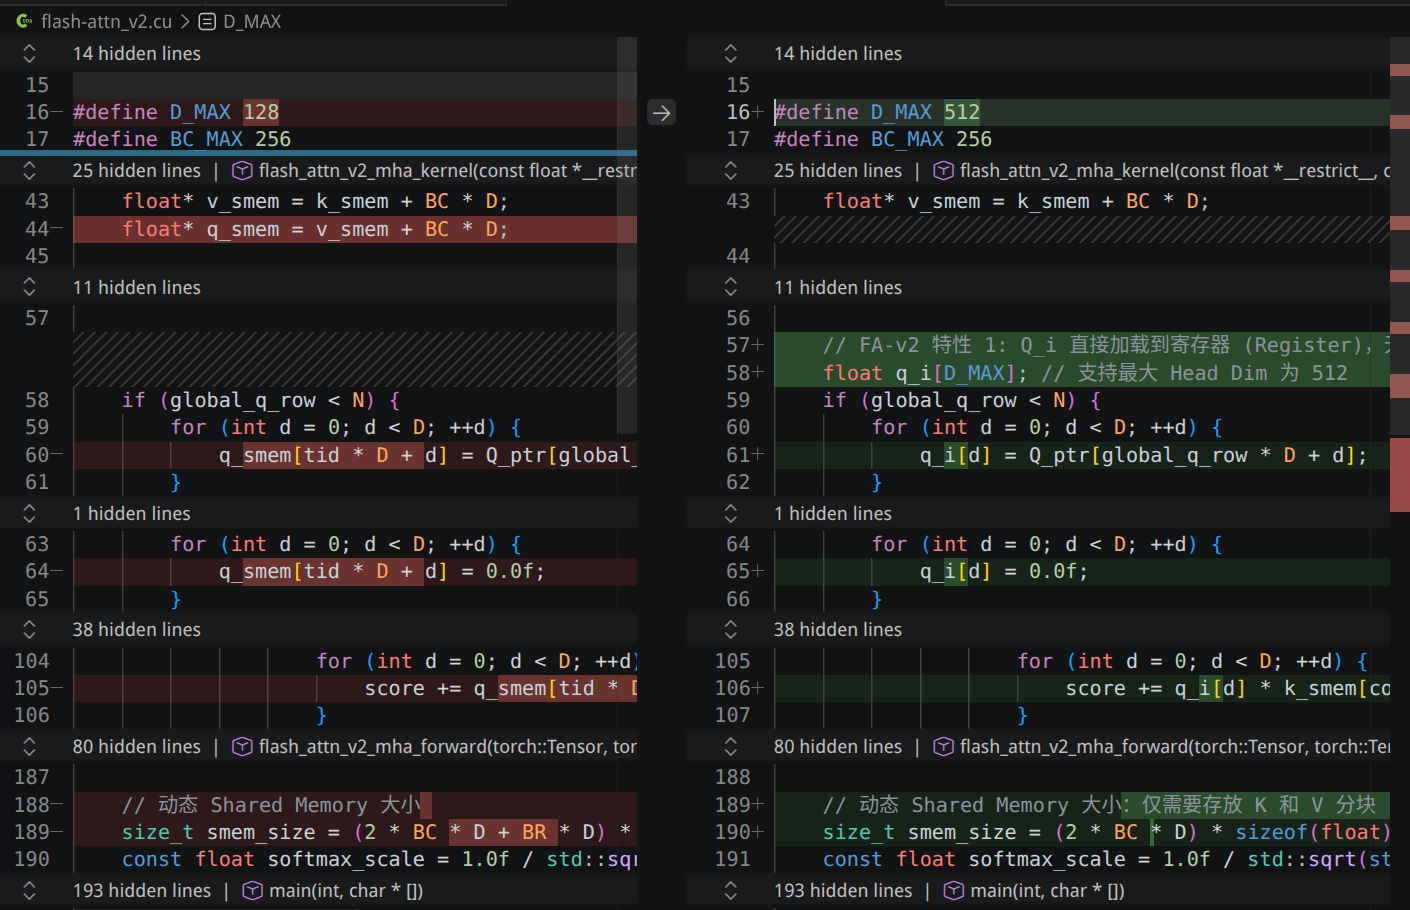 flash-attn_v2.cu > D_MAX
14 hidden lines
15
16− #define D_MAX 128
17 #define BC_MAX 256
25 hidden lines | flash_attn_v2_mha_kernel(const float *__restr
43 float* v_smem = k_smem + BC * D;
44− float* q_smem = v_smem + BC * D;
45
11 hidden lines
57
58 if (global_q_row < N) {
59 for (int d = 0; d < D; ++d) {
60− q_smem[tid * D + d] = Q_ptr[global_
61 }
1 hidden lines
63 for (int d = 0; d < D; ++d) {
64− q_smem[tid * D + d] = 0.0f;
65 }
38 hidden lines
104 for (int d = 0; d < D; ++d)
105− score += q_smem[tid * D
106 }
80 hidden lines | flash_attn_v2_mha_forward(torch::Tensor, tor
187
188− // 动态 Shared Memory 大小
189− size_t smem_size = (2 * BC * D + BR * D) *
190 const float softmax_scale = 1.0f / std::sqr
193 hidden lines | main(int, char * [])
14 hidden lines
15
16+ #define D_MAX 512
17 #define BC_MAX 256
25 hidden lines | flash_attn_v2_mha_kernel(const float *__restrict__, c
43 float* v_smem = k_smem + BC * D;
44
11 hidden lines
56
57+ // FA-v2 特性 1: Q_i 直接加载到寄存器 (Register),
58+ float q_i[D_MAX]; // 支持最大 Head Dim 为 512
59 if (global_q_row < N) {
60 for (int d = 0; d < D; ++d) {
61+ q_i[d] = Q_ptr[global_q_row * D + d];
62 }
1 hidden lines
64 for (int d = 0; d < D; ++d) {
65+ q_i[d] = 0.0f;
66 }
38 hidden lines
105 for (int d = 0; d < D; ++d) {
106+ score += q_i[d] * k_smem[co
107 }
80 hidden lines | flash_attn_v2_mha_forward(torch::Tensor, torch::Te
188
189+ // 动态 Shared Memory 大小：仅需要存放 K 和 V 分块
190+ size_t smem_size = (2 * BC * D) * sizeof(float)
191 const float softmax_scale = 1.0f / std::sqrt(st
193 hidden lines | main(int, char * [])